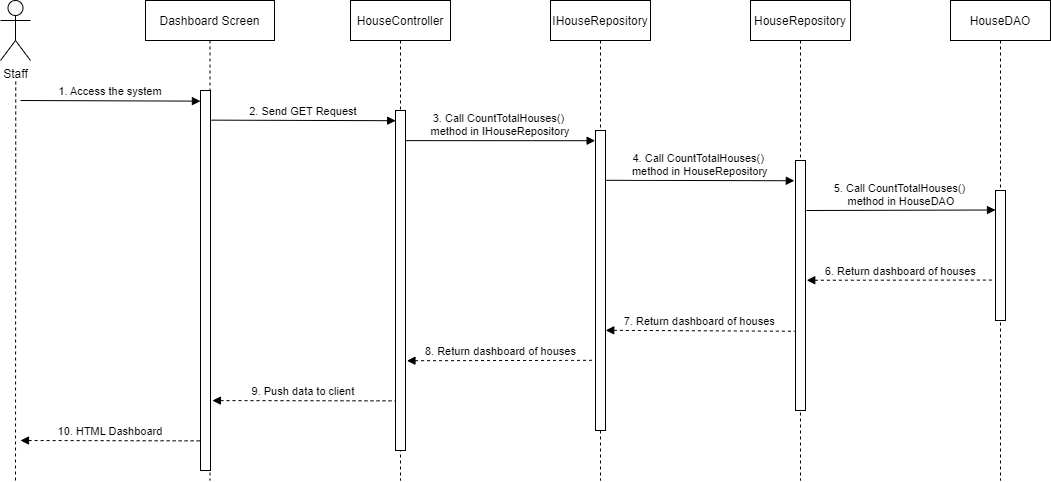 Dashboard Screen
HouseController
IHouseRepository
HouseRepository
HouseDAO
Staff
1. Access the system
2. Send GET Request
3. Call CountTotalHouses()
method in IHouseRepository
4. Call CountTotalHouses()
method in HouseRepository
5. Call CountTotalHouses()
method in HouseDAO
6. Return dashboard of houses
7. Return dashboard of houses
8. Return dashboard of houses
9. Push data to client
10. HTML Dashboard